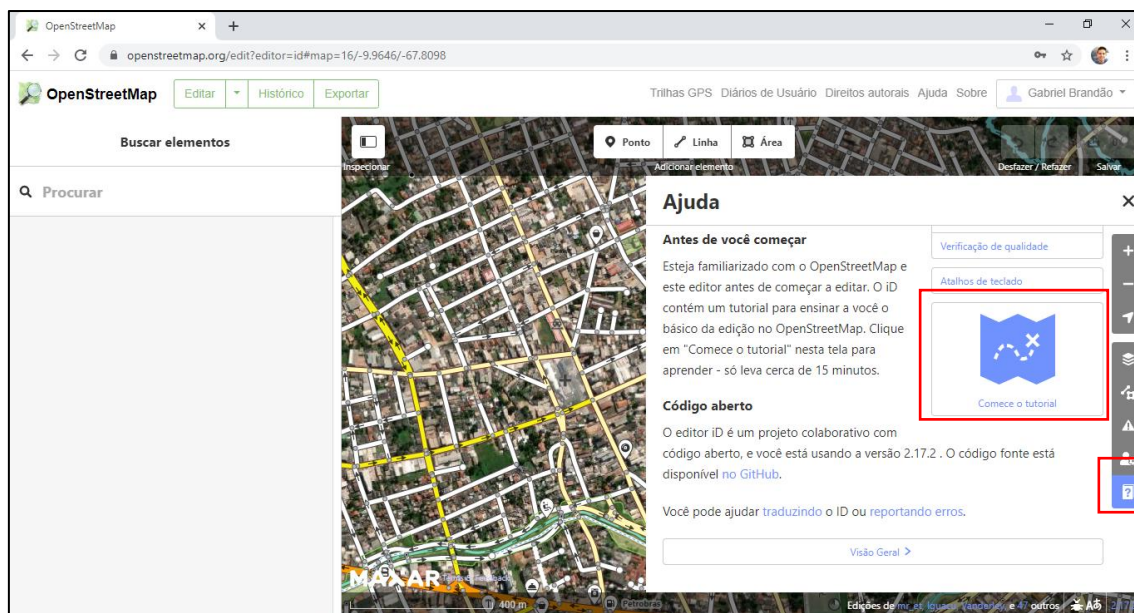 OpenStreetMap
openstreetmap.org/edit?editor=id#map=16/-9.9646/-67.8098
OpenStreetMap
Editar
Histórico
Exportar
Trilhas GPS Diários de Usuário Direitos autorais Ajuda Sobre
Gabriel Brandão
Buscar elementos
Procurar
Inspecionar
Ponto
Linha
Área
Adicionar elemento
Desfazer / Refazer
Salvar
Ajuda
Antes de você começar
Esteja familiarizado com o OpenStreetMap e
este editor antes de começar a editar. O iD
contém um tutorial para ensinar a você o
básico da edição no OpenStreetMap. Clique
em "Comece o tutorial" nesta tela para
aprender - só leva cerca de 15 minutos.
Verificação de qualidade
Atalhos de teclado
Comece o tutorial
Código aberto
O editor iD é um projeto colaborativo com
código aberto, e você está usando a versão 2.17.2 . O código fonte está
disponível no GitHub.
Você pode ajudar traduzindo o ID ou reportando erros.
Visão Geral >
MAXAR
400 m
Petrobras
Edições de mr_et, Iguacu, Vanderley, e 47 outros